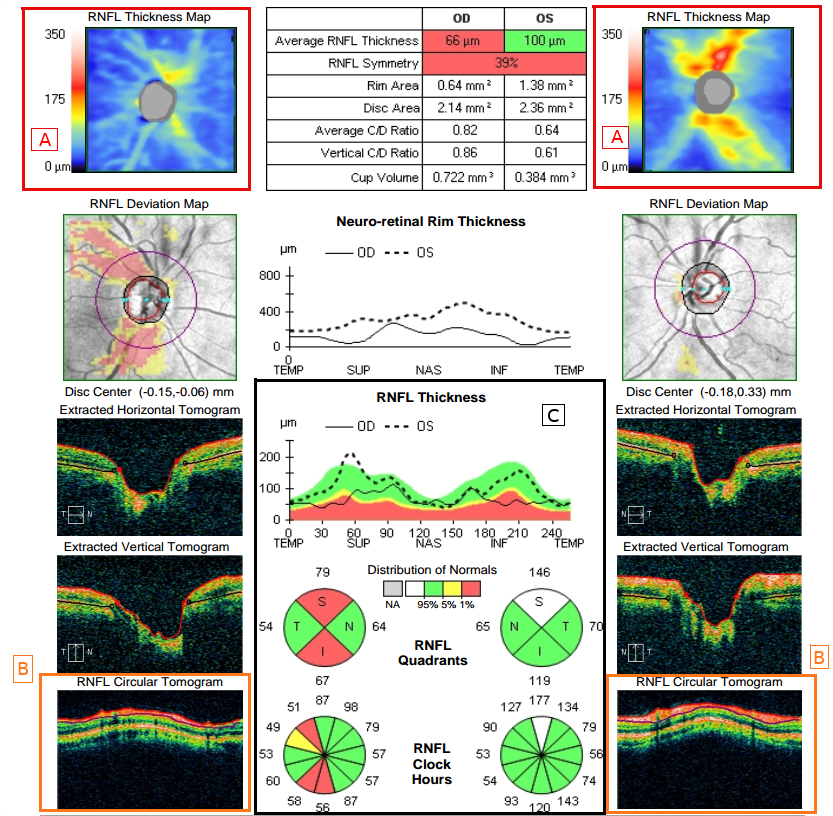 RNFL Thickness Map
350
175
0 μm
A
OD OS
Average RNFL Thickness 66 μm 100 μm
RNFL Symmetry 39%
Rim Area 0.64 mm² 1.38 mm²
Disc Area 2.14 mm² 2.36 mm²
Average C/D Ratio 0.82 0.64
Vertical C/D Ratio 0.86 0.61
Cup Volume 0.722 mm³ 0.384 mm³
RNFL Thickness Map
350
175
0 μm
A
RNFL Deviation Map
Disc Center (-0.15,-0.06) mm
Neuro-retinal Rim Thickness
μm
OD OS
800
400
0
TEMP SUP NAS INF TEMP
RNFL Deviation Map
Disc Center (-0.18,0.33) mm
Extracted Horizontal Tomogram
T N
Extracted Vertical Tomogram
T N
B
RNFL Circular Tomogram
RNFL Thickness
C
μm
OD OS
200
100
0
0 30 60 90 120 150 180 210 240
TEMP SUP NAS INF TEMP
Distribution of Normals
NA 95% 5% 1%
79
S
54 T N 64
I
67
RNFL
Quadrants
146
S
65 N T 70
I
119
87
51 98
49 79
53 57
60 57
58 87
56
RNFL
Clock
Hours
177
127 134
90 79
53 56
54 74
93 143
120
Extracted Horizontal Tomogram
T N
Extracted Vertical Tomogram
T N
B
RNFL Circular Tomogram